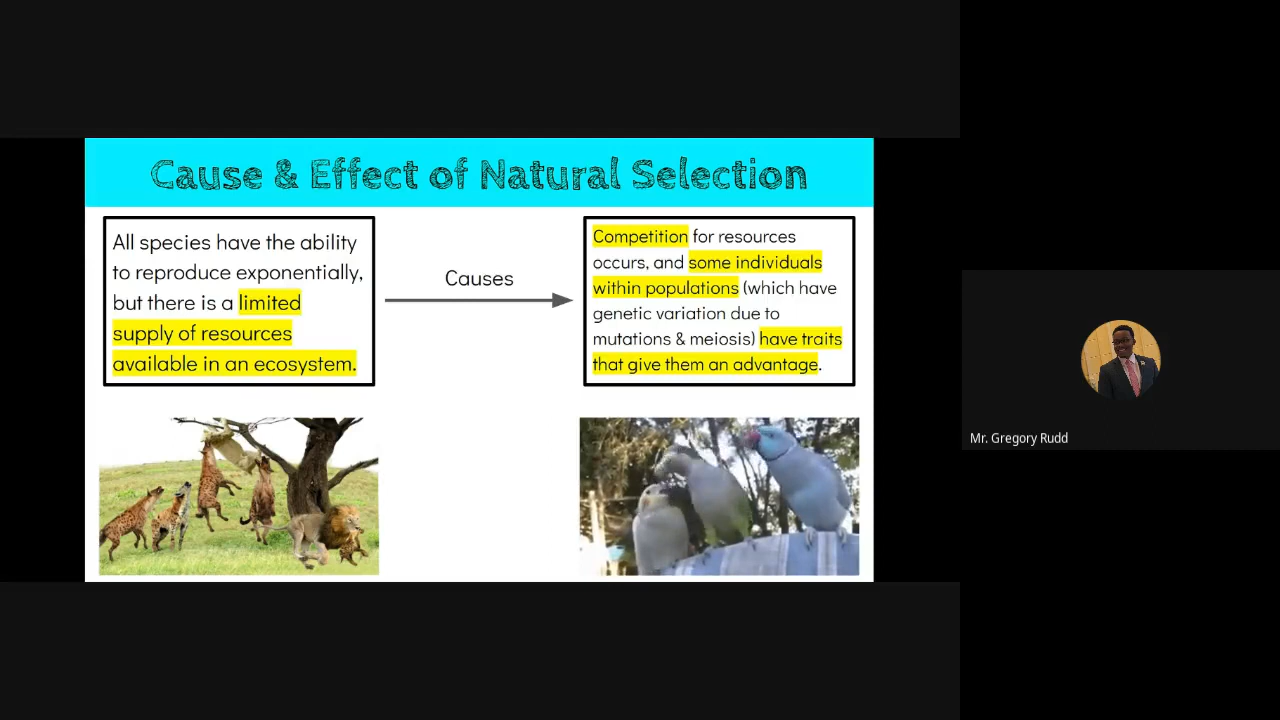 Cause & Effect of Natural Selection
All species have the ability
to reproduce exponentially,
but there is a limited
supply of resources
available in an ecosystem.
Causes
Competition for resources
occurs, and some individuals
within populations (which have
genetic variation due to
mutations & meiosis) have traits
that give them an advantage.
Mr. Gregory Rudd